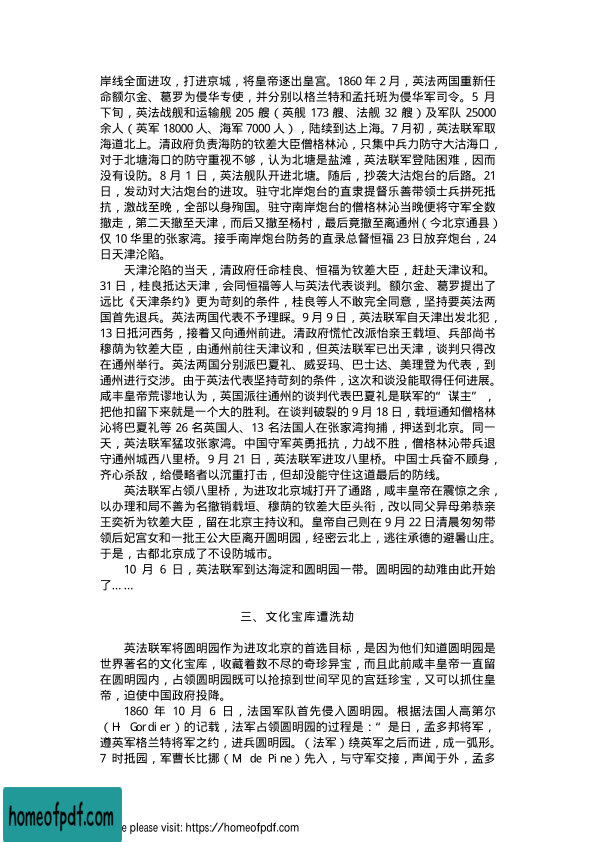 岸线全面进攻，打进京城，将皇帝逐出皇宫。1860 年 2 月，英法两国重新任
命额尔金、葛罗为侵华专使，并分别以格兰特和孟托班为侵华军司令。5 月
下旬，英法战舰和运输舰 205 艘（英舰 173 艘、法舰 32 艘）及军队 25000
余人（英军 18000 人、海军 7000 人），陆续到达上海。7 月初，英法联军取
海道北上。清政府负责海防的钦差大臣僧格林沁，只集中兵力防守大沽海口，
对于北塘海口的防守重视不够，认为北塘是盐滩，英法联军登陆困难，因而
没有设防。8 月 1 日，英法舰队开进北塘。随后，抄袭大沽炮台的后路。21
日，发动对大沽炮台的进攻。驻守北岸炮台的直隶提督乐善带领士兵拼死抵
抗，激战至晚，全部以身殉国。驻守南岸炮台的僧格林沁当晚便将守军全数
撤走，第二天撤至天津，而后又撤至杨村，最后竟撤至离通州（今北京通县）
仅 10 华里的张家湾。接手南岸炮台防务的直录总督恒福 23 日放弃炮台，24
日天津沦陷。
天津沦陷的当天，清政府任命桂良、恒福为钦差大臣，赶赴天津议和。
31 日，桂良抵达天津，会同恒福等人与英法代表谈判。额尔金、葛罗提出了
远比《天津条约》更为苛刻的条件，桂良等人不敢完全同意，坚持要英法两
国首先退兵。英法两国代表不予理睬。9 月 9 日，英法联军自天津出发北犯，
13 日抵河西务，接着又向通州前进。清政府慌忙改派怡亲王载垣、兵部尚书
穆荫为钦差大臣，由通州前往天津议和，但英法联军已出天津，谈判只得改
在通州举行。英法两国分别派巴夏礼、威妥玛、巴士达、美理登为代表，到
通州进行交涉。由于英法代表坚持苛刻的条件，这次和谈没能取得任何进展。
咸丰皇帝荒谬地认为，英国派往通州的谈判代表巴夏礼是联军的“谋主”，
把他扣留下来就是一个大的胜利。在谈判破裂的 9 月 18 日，载垣通知僧格林
沁将巴夏礼等 26 名英国人、13 名法国人在张家湾拘捕，押送到北京。同一
天，英法联军猛攻张家湾。中国守军英勇抵抗，力战不胜，僧格林沁带兵退
守通州城西八里桥。9 月 21 日，英法联军进攻八里桥。中国士兵奋不顾身，
齐心杀敌，给侵略者以沉重打击，但却没能守住这道最后的防线。
英法联军占领八里桥，为进攻北京城打开了通路，咸丰皇帝在震惊之余，
以办理和局不善为名撤销载垣、穆荫的钦差大臣头衔，改以同父异母弟恭亲
王奕䜣为钦差大臣，留在北京主持议和。皇帝自己则在 9 月 22 日清晨匆匆带
领后妃宫女和一批王公大臣离开圆明园，经密云北上，逃往承德的避暑山庄。
于是，古都北京成了不设防城市。
10 月 6 日，英法联军到达海淀和圆明园一带。圆明园的劫难由此开始
了……
三、文化宝库遭洗劫
英法联军将圆明园作为进攻北京的首选目标，是因为他们知道圆明园是
世界著名的文化宝库，收藏着数不尽的奇珍异宝，而且此前咸丰皇帝一直留
在圆明园内，占领圆明园既可以抢掠到世间罕见的宫廷珍宝，又可以抓住皇
帝，迫使中国政府投降。
1860 年 10 月 6 日，法国军队首先侵入圆明园。根据法国人高第尔
（H·Gordier）的记载，法军占领圆明园的过程是：“是日，孟多邦将军，
遵英军格兰特将军之约，进兵圆明园。（法军）绕英军之后而进，成一弧形。
7 时抵园，军曹长比挪（M·de Pine）先入，与守军交接，声闻于外，孟多
homeofpdf.com
e please visit: https://homeofpdf.com